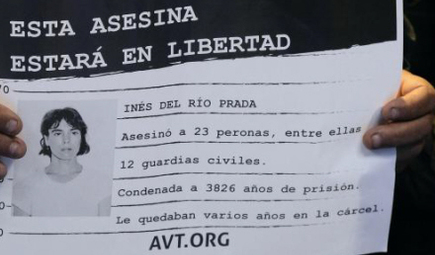 ESTA ASESINA
ESTARÁ EN LIBERTAD
INÉS DEL RÍO PRADA
Asesinó a 23 peronas, entre ellas
12 guardias civiles.
Condenada a 3826 años de prisión.
Le quedaban varios años en la cárcel.
AVT.ORG